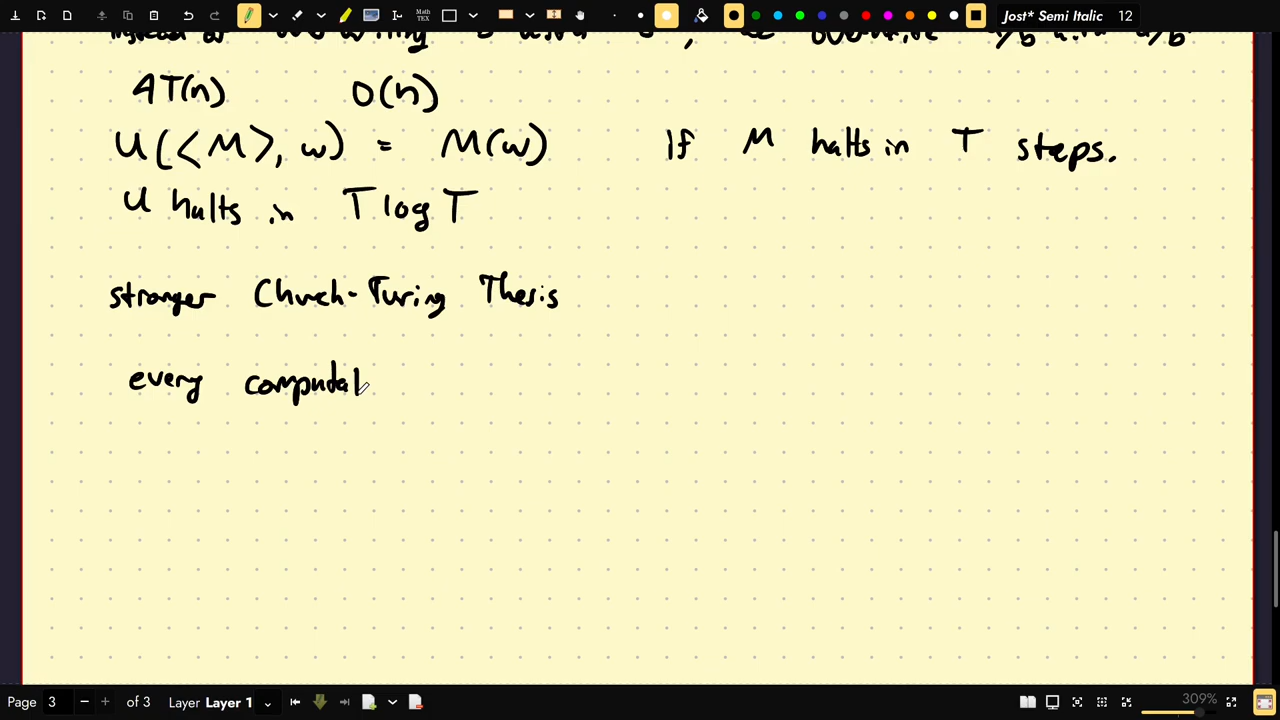 Jost* Semi Italic 12
4T(n) O(n)
U(<M>, w) = M(w) If M halts in T steps.
U halts in T log T
stronger Church-Turing Thesis
every computal
Page 3 of 3 Layer Layer 1 309%